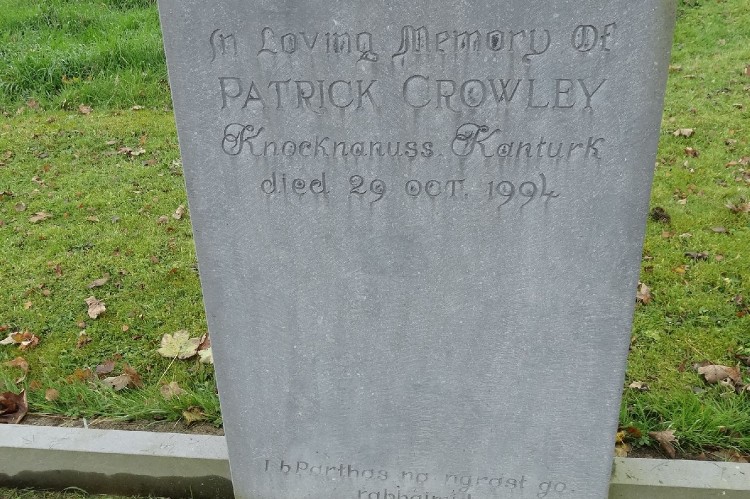 In Loving Memory Of
PATRICK CROWLEY
Knocknanuss. Kanturk
died 29 OCT. 1994
I bParthas na ngrast go